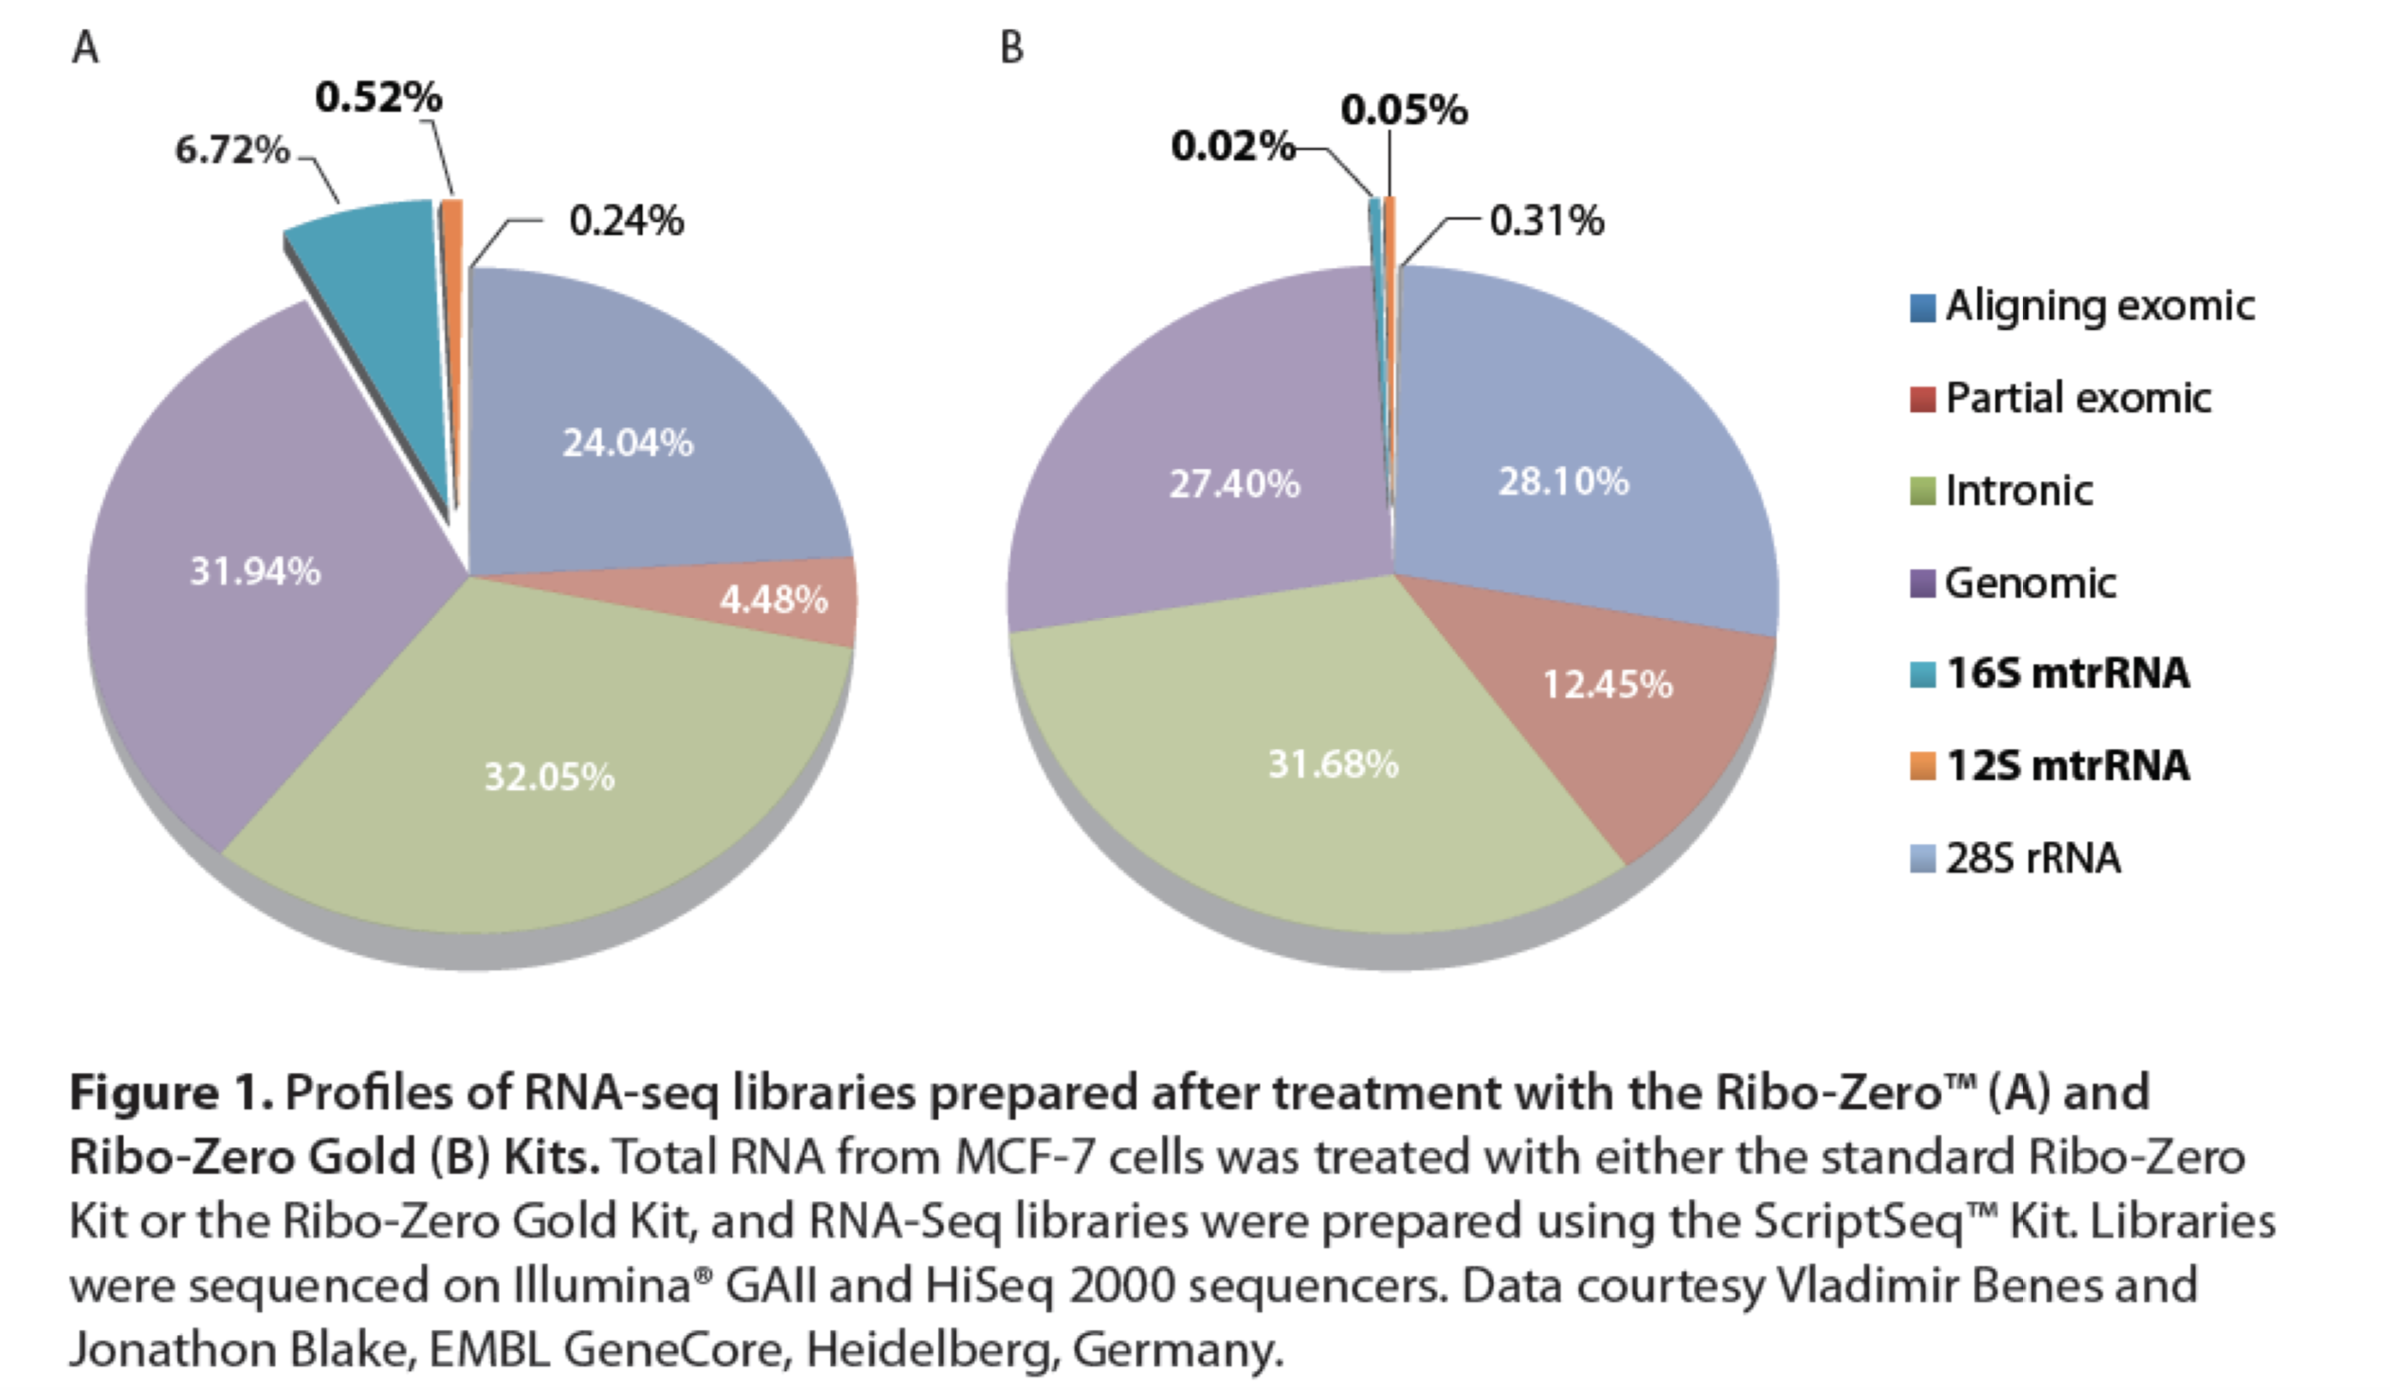 A
B
0.52%
6.72%
0.24%
24.04%
4.48%
31.94%
32.05%
0.05%
0.02%
0.31%
27.40%
28.10%
12.45%
31.68%
Aligning exomic
Partial exomic
Intronic
Genomic
16S mtrRNA
12S mtrRNA
28S rRNA
Figure 1. Profiles of RNA-seq libraries prepared after treatment with the Ribo-Zero™ (A) and
Ribo-Zero Gold (B) Kits. Total RNA from MCF-7 cells was treated with either the standard Ribo-Zero
Kit or the Ribo-Zero Gold Kit, and RNA-Seq libraries were prepared using the ScriptSeq™ Kit. Libraries
were sequenced on Illumina® GAII and HiSeq 2000 sequencers. Data courtesy Vladimir Benes and
Jonathon Blake, EMBL GeneCore, Heidelberg, Germany.